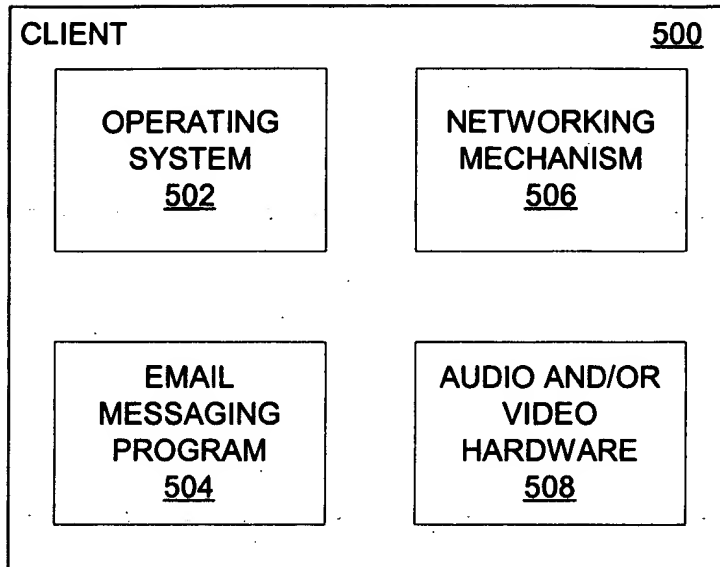 CLIENT 500
OPERATING
SYSTEM
502
NETWORKING
MECHANISM
506
EMAIL
MESSAGING
PROGRAM
504
AUDIO AND/OR
VIDEO
HARDWARE
508